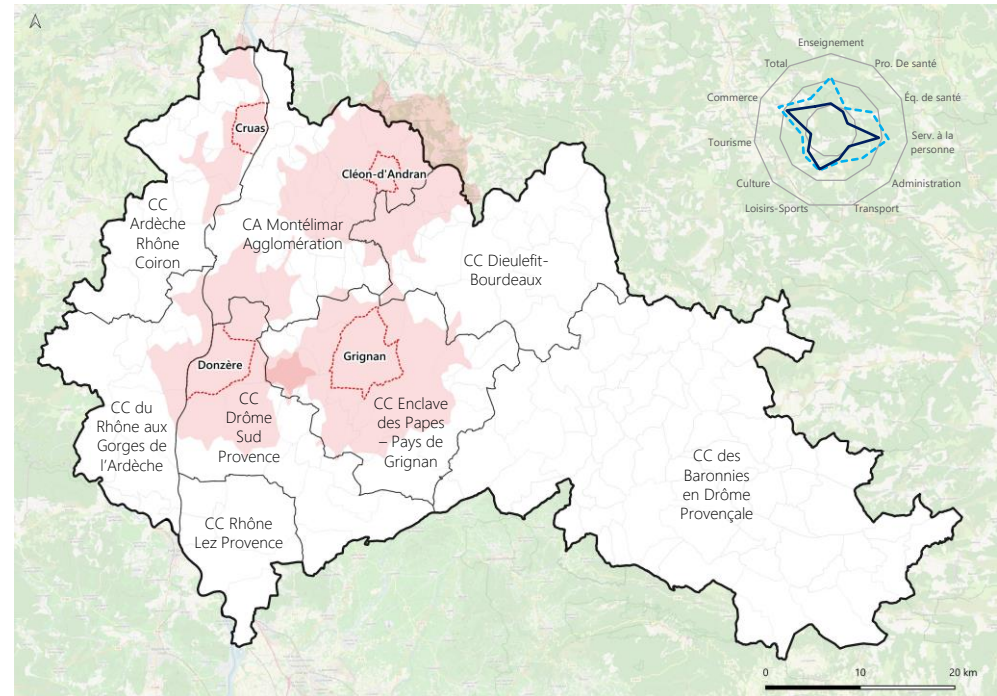 Enseignement
Total
Pro. De santé
Commerce
Éq. de santé
Tourisme
Serv. à la
personne
Culture
Administration
Loisirs-Sports
Transport
Cruas
Cléon-d'Andran
CC
Ardèche
Rhône
Coiron
CA Montélimar
Agglomération
CC Dieulefit-
Bourdeaux
Donzère
Grignan
CC du
Rhône aux
Gorges de
l'Ardèche
CC
Drôme
Sud
Provence
CC Enclave
des Papes
– Pays de
Grignan
CC des
Baronnies
en Drôme
Provençale
CC Rhône
Lez Provence
0 10 20 km